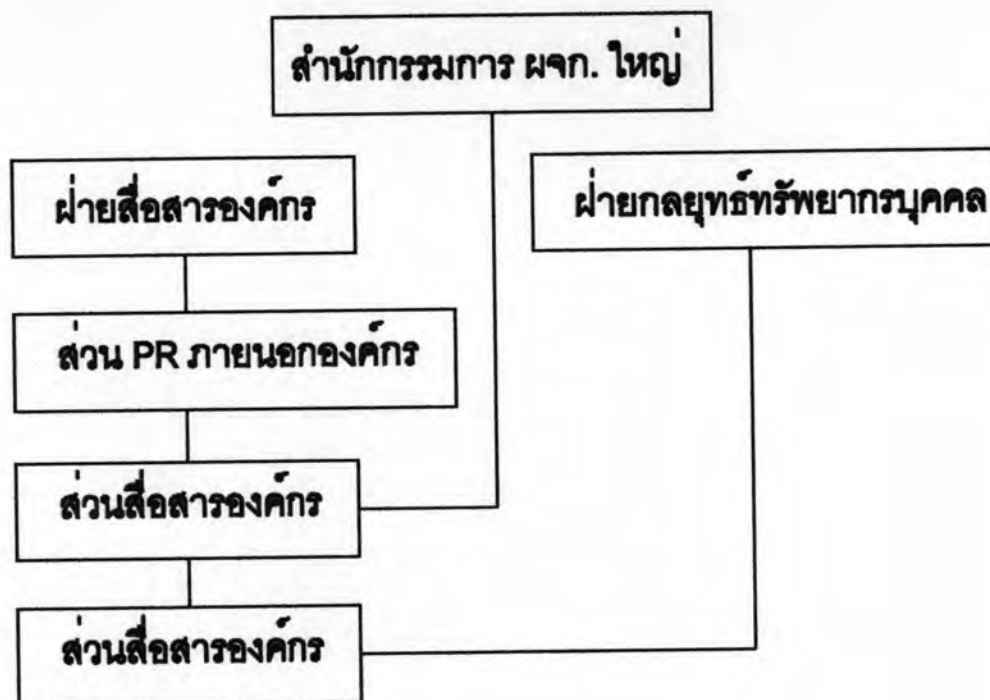 สำนักกรรมการ ผจก. ใหญ่
ฝ่ายสื่อสารองค์กร
ฝ่ายกลยุทธ์ทรัพยากรบุคคล
ส่วน PR ภายนอกองค์กร
ส่วนสื่อสารองค์กร
ส่วนสื่อสารองค์กร